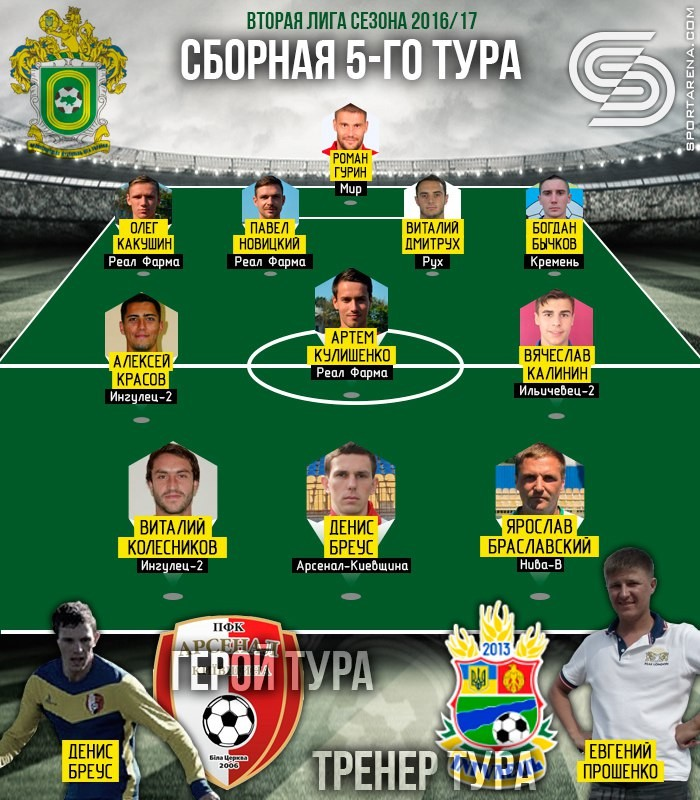 ВТОРАЯ ЛИГА СЕЗОНА 2016/17
СБОРНАЯ 5-ГО ТУРА
SPORTARENA.COM
РОМАН
ГУРИН
Мир
ОЛЕГ
КАКУШИН
Реал Фарма
ПАВЕЛ
НОВИЦКИЙ
Реал Фарма
ВИТАЛИЙ
ДМИТРУХ
Рух
БОГДАН
БЫЧКОВ
Кремень
АЛЕКСЕЙ
КРАСОВ
Ингулец-2
АРТЕМ
КУЛИШЕНКО
Реал Фарма
ВЯЧЕСЛАВ
КАЛИНИН
Ильичевец-2
ВИТАЛИЙ
КОЛЕСНИКОВ
Ингулец-2
ДЕНИС
БРЕУС
Арсенал-Киевщина
ЯРОСЛАВ
БРАСЛАВСКИЙ
Нива-В
ПФК
АРСЕНАЛ
ГЕРОЙ ТУРА
Біла Церква
2006
ДЕНИС
БРЕУС
2013
ІНГУЛЕЦЬ
ТРЕНЕР ТУРА
ЕВГЕНИЙ
ПРОШЕНКО